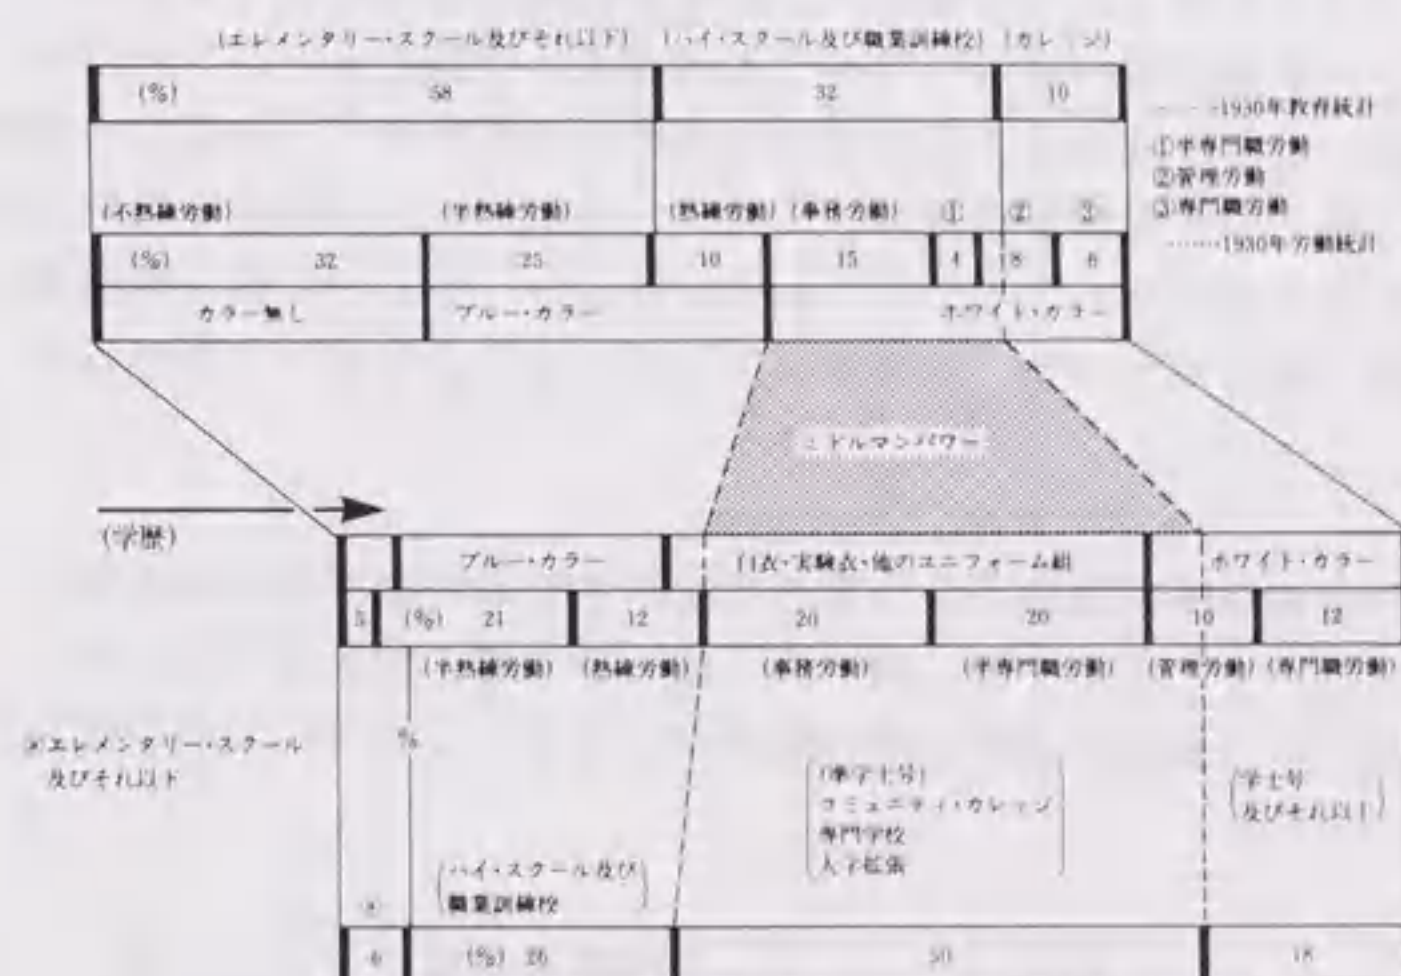 (エレメンタリー・スクール及びそれ以下) (ハイ・スクール及び職業訓練校) (カレッジ)
(%) 58 32 10
……1930年教育統計
①半専門職労働
②管理労働
③専門職労働
……1930年労働統計
(不熟練労働) (半熟練労働) (熟練労働) (事務労働) ① ② ②
(%) 32 25 10 15 4 8 6
カラー無し ブルー・カラー ホワイト・カラー
ミドルマンパワー
(学歴)
ブルー・カラー 白衣・実験衣・他のユニフォーム組 ホワイト・カラー
5 (%) 21 12 20 20 10 12
(半熟練労働) (熟練労働) (事務労働) (半専門職労働) (管理労働) (専門職労働)
%
エレメンタリー・スクール
及びそれ以下
(準学士号)
コミュニティ・カレッジ
専門学校
大学拡張
(学士号
及びそれ以上)
(ハイ・スクール及び
職業訓練校)
6 (%) 26 50 18